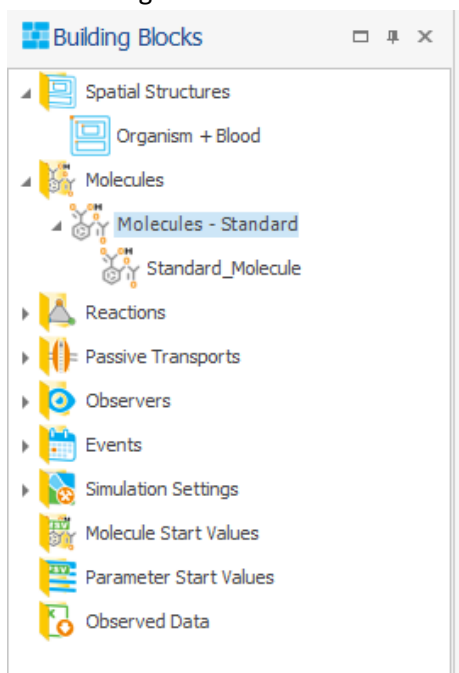 Building Blocks
Spatial Structures
Organism + Blood
Molecules
Molecules - Standard
Standard_Molecule
Reactions
Passive Transports
Observers
Events
Simulation Settings
Molecule Start Values
Parameter Start Values
Observed Data